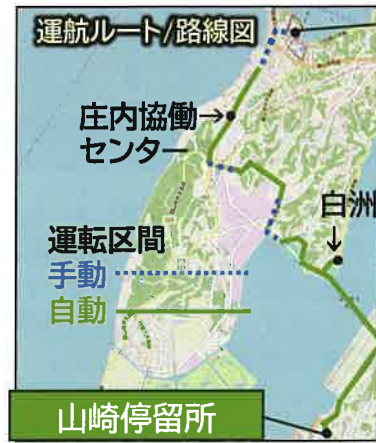 運航ルート/路線図
庄内協働→
センター
白洲
運転区間
手動
自動
山崎停留所